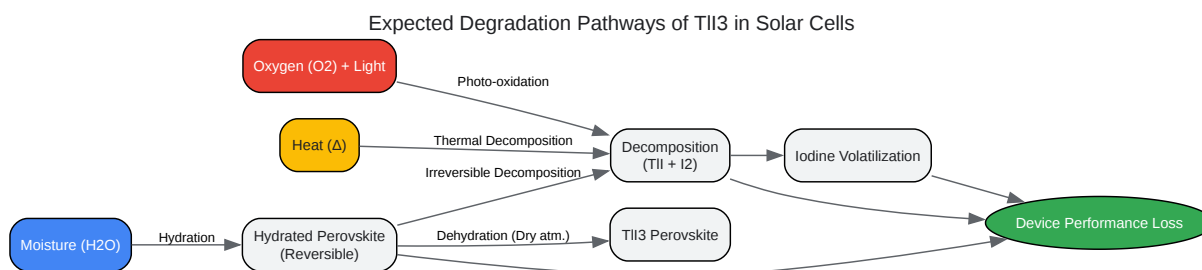 Expected Degradation Pathways of TlI3 in Solar Cells
Oxygen (O2) + Light
Photo-oxidation
Heat (Δ)
Thermal Decomposition
Decomposition
(TlI + I2)
Iodine Volatilization
Irreversible Decomposition
Moisture (H2O)
Hydration
Hydrated Perovskite
(Reversible)
Dehydration (Dry atm.)
TlI3 Perovskite
Device Performance Loss